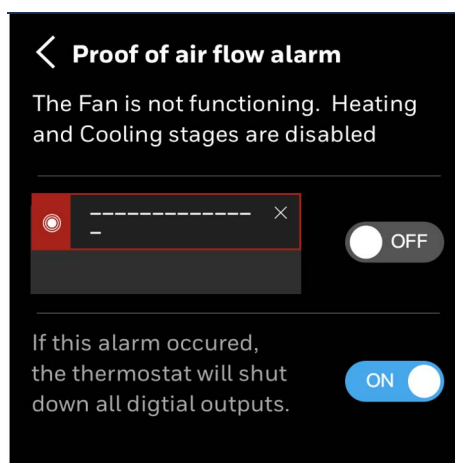 Proof of air flow alarm
The Fan is not functioning. Heating
and Cooling stages are disabled
OFF
If this alarm occured,
the thermostat will shut
down all digtial outputs.
ON